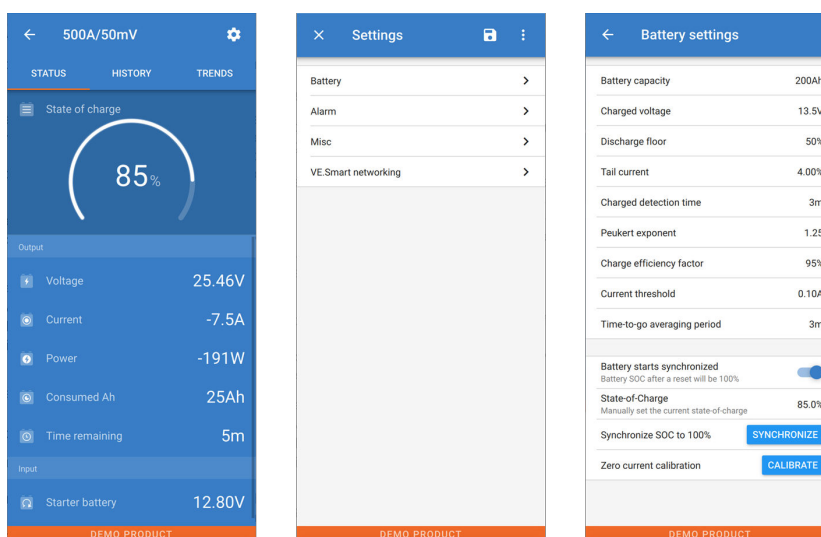 500A/50mV
STATUS HISTORY TRENDS
State of charge
85%
Output
Voltage 25.46V
Current -7.5A
Power -191W
Consumed Ah 25Ah
Time remaining 5m
Input
Starter battery 12.80V
DEMO PRODUCT
Settings
Battery
Alarm
Misc
VE.Smart networking
DEMO PRODUCT
Battery settings
Battery capacity 200Ah
Charged voltage 13.5V
Discharge floor 50%
Tail current 4.00%
Charged detection time 3m
Peukert exponent 1.25
Charge efficiency factor 95%
Current threshold 0.10A
Time-to-go averaging period 3m
Battery starts synchronized
Battery SOC after a reset will be 100%
State-of-Charge 85.0%
Manually set the current state-of-charge
Synchronize SOC to 100% SYNCHRONIZE
Zero current calibration CALIBRATE
DEMO PRODUCT